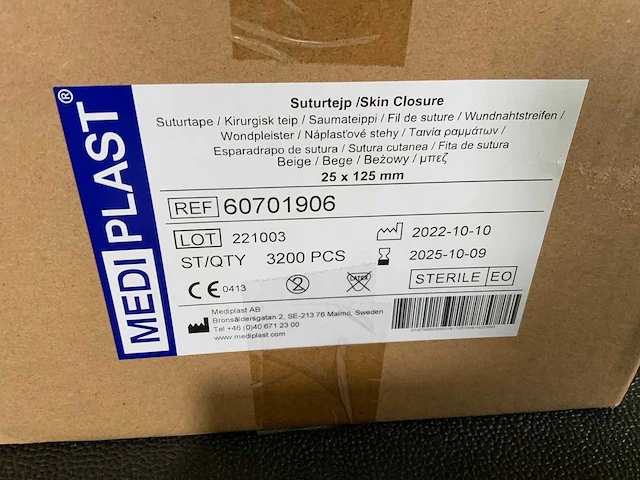 MEDIPLAST®
Suturtejp /Skin Closure
Suturtape / Kirurgisk teip / Saumateippi / Fil de suture / Wundnahtstreifen /
Wondpleister / Náplasťové stehy / Ταινία ραμμάτων /
Esparadrapo de sutura / Sutura cutanea / Fita de sutura
Beige / Bege / Beżowy / μπεζ
25 x 125 mm
REF 60701906
LOT 221003
2022-10-10
ST/QTY 3200 PCS
2025-10-09
CE 0413
2
LATEX
STERILE EO
Mediplast AB
Bronsåldersgatan 2, SE-213 76 Malmö, Sweden
Tel +46 (0)40 671 23 00
www.mediplast.com